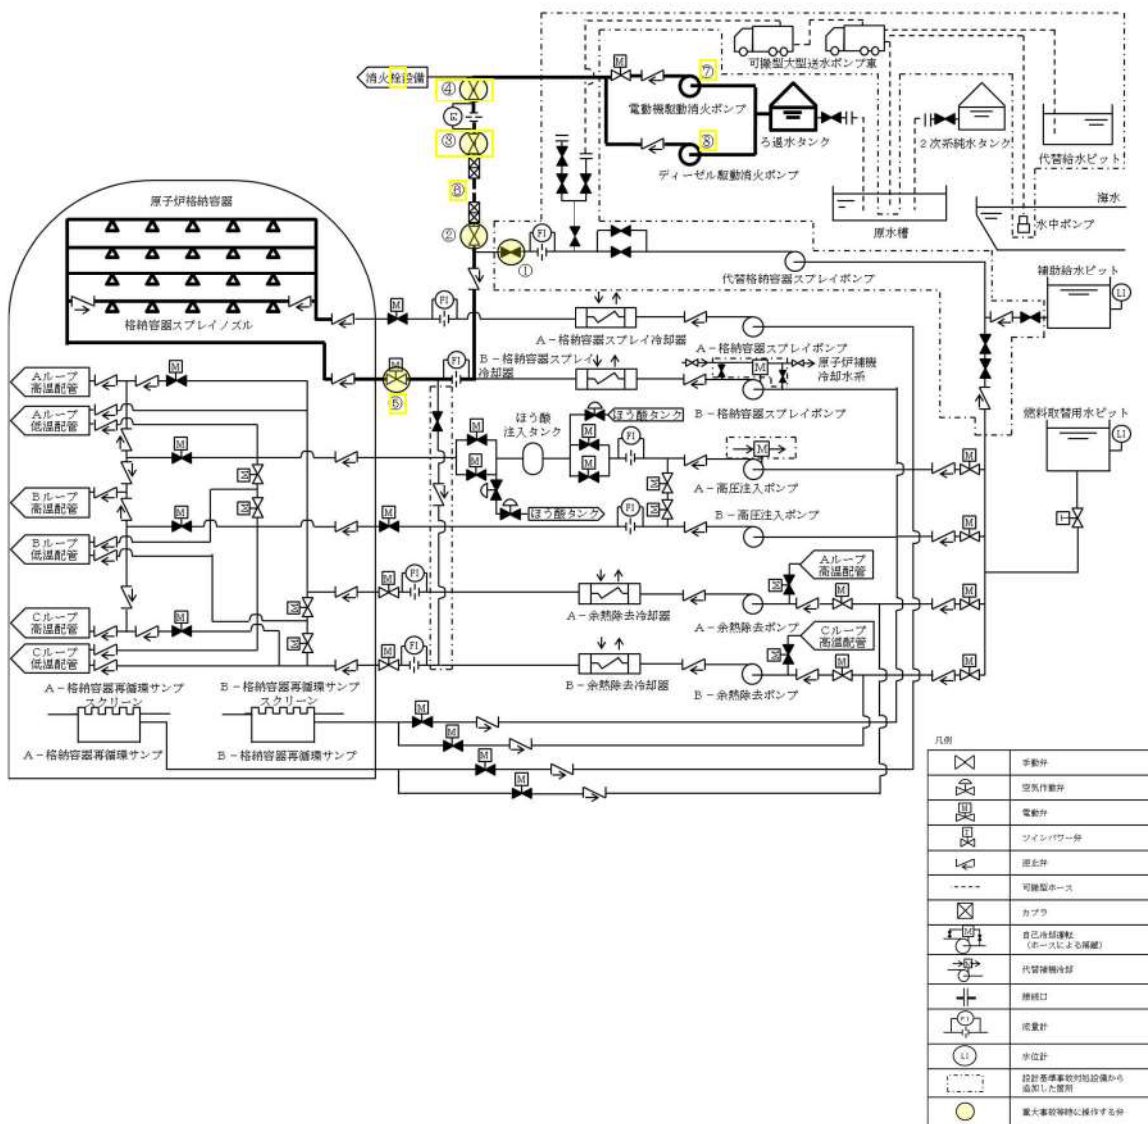 可搬型大型送水ポンプ車
消火栓設備
④
⑦
電動機駆動消火ポンプ
ろ過水タンク
2次系純水タンク
代替給水ピット
③
⑧
ディーゼル駆動消火ポンプ
原水槽
海水
水中ポンプ
②
FI
①
代替格納容器スプレイポンプ
補助給水ピット
LI
原子炉格納容器
格納容器スプレイノズル
M
FI
A-格納容器スプレイ冷却器
A-格納容器スプレイポンプ
B-格納容器スプレイ
冷却器
M
FI
M
原子炉補機
冷却水系
B-格納容器スプレイポンプ
燃料取替用水ピット
LI
Aループ
高温配管
M
Aループ
低温配管
ほう酸
注入タンク
ほう酸タンク
M
M
FI
M
M
M
M
A-高圧注入ポンプ
M
Bループ
高温配管
M
M
M
ほう酸タンク
M
M
M
FI
B-高圧注入ポンプ
M
Bループ
低温配管
Aループ
高温配管
M
FI
M
M
M
A-余熱除去冷却器
A-余熱除去ポンプ
Cループ
高温配管
M
M
Cループ
高温配管
Cループ
低温配管
M
FI
M
M
M
B-余熱除去冷却器
B-余熱除去ポンプ
A-格納容器再循環サンプ
スクリーン
B-格納容器再循環サンプ
スクリーン
A-格納容器再循環サンプ
B-格納容器再循環サンプ
M
M
M
M
凡例
手動弁
空気作動弁
M
電動弁
T
ツインパワー弁
逆止弁
可搬型ホース
カプラ
M
自己冷却運転
(ホースによる接続)
M
代替補機冷却
接続口
FI
流量計
LI
水位計
設計基準事故対処設備から
追加した箇所
重大事故等時に操作する弁